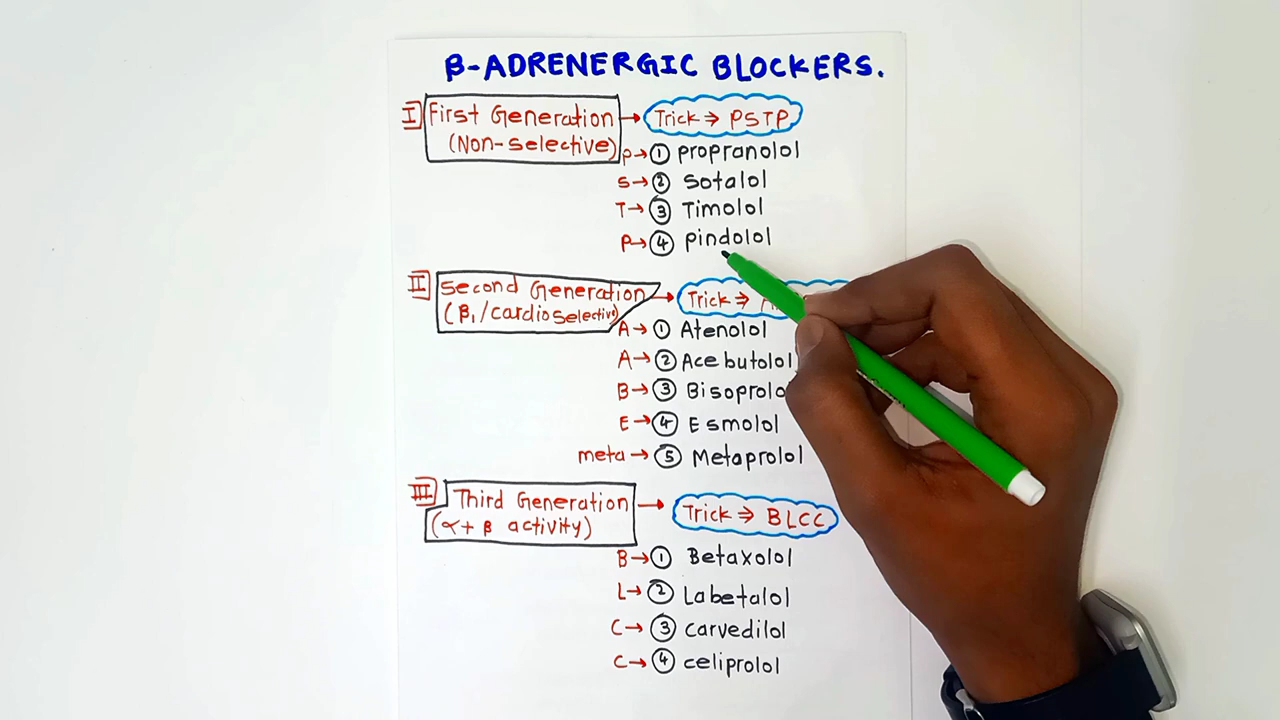 β-ADRENERGIC BLOCKERS.
I First Generation → Trick ⇒ PSTP
(Non-selective)
P→ ① propranolol
S→ ② Sotalol
T→ ③ Timolol
P→ ④ pindolol
II Second Generation → Trick ⇒
(β1/cardioselective)
A→ ① Atenolol
A→ ② Acebutolol
B→ ③ Bisoprolo
E→ ④ Esmolol
meta→ ⑤ Metaprolol
III Third Generation → Trick ⇒ BLCC
(α+β activity)
B→ ① Betaxolol
L→ ② Labetalol
C→ ③ carvedilol
C→ ④ celiprolol